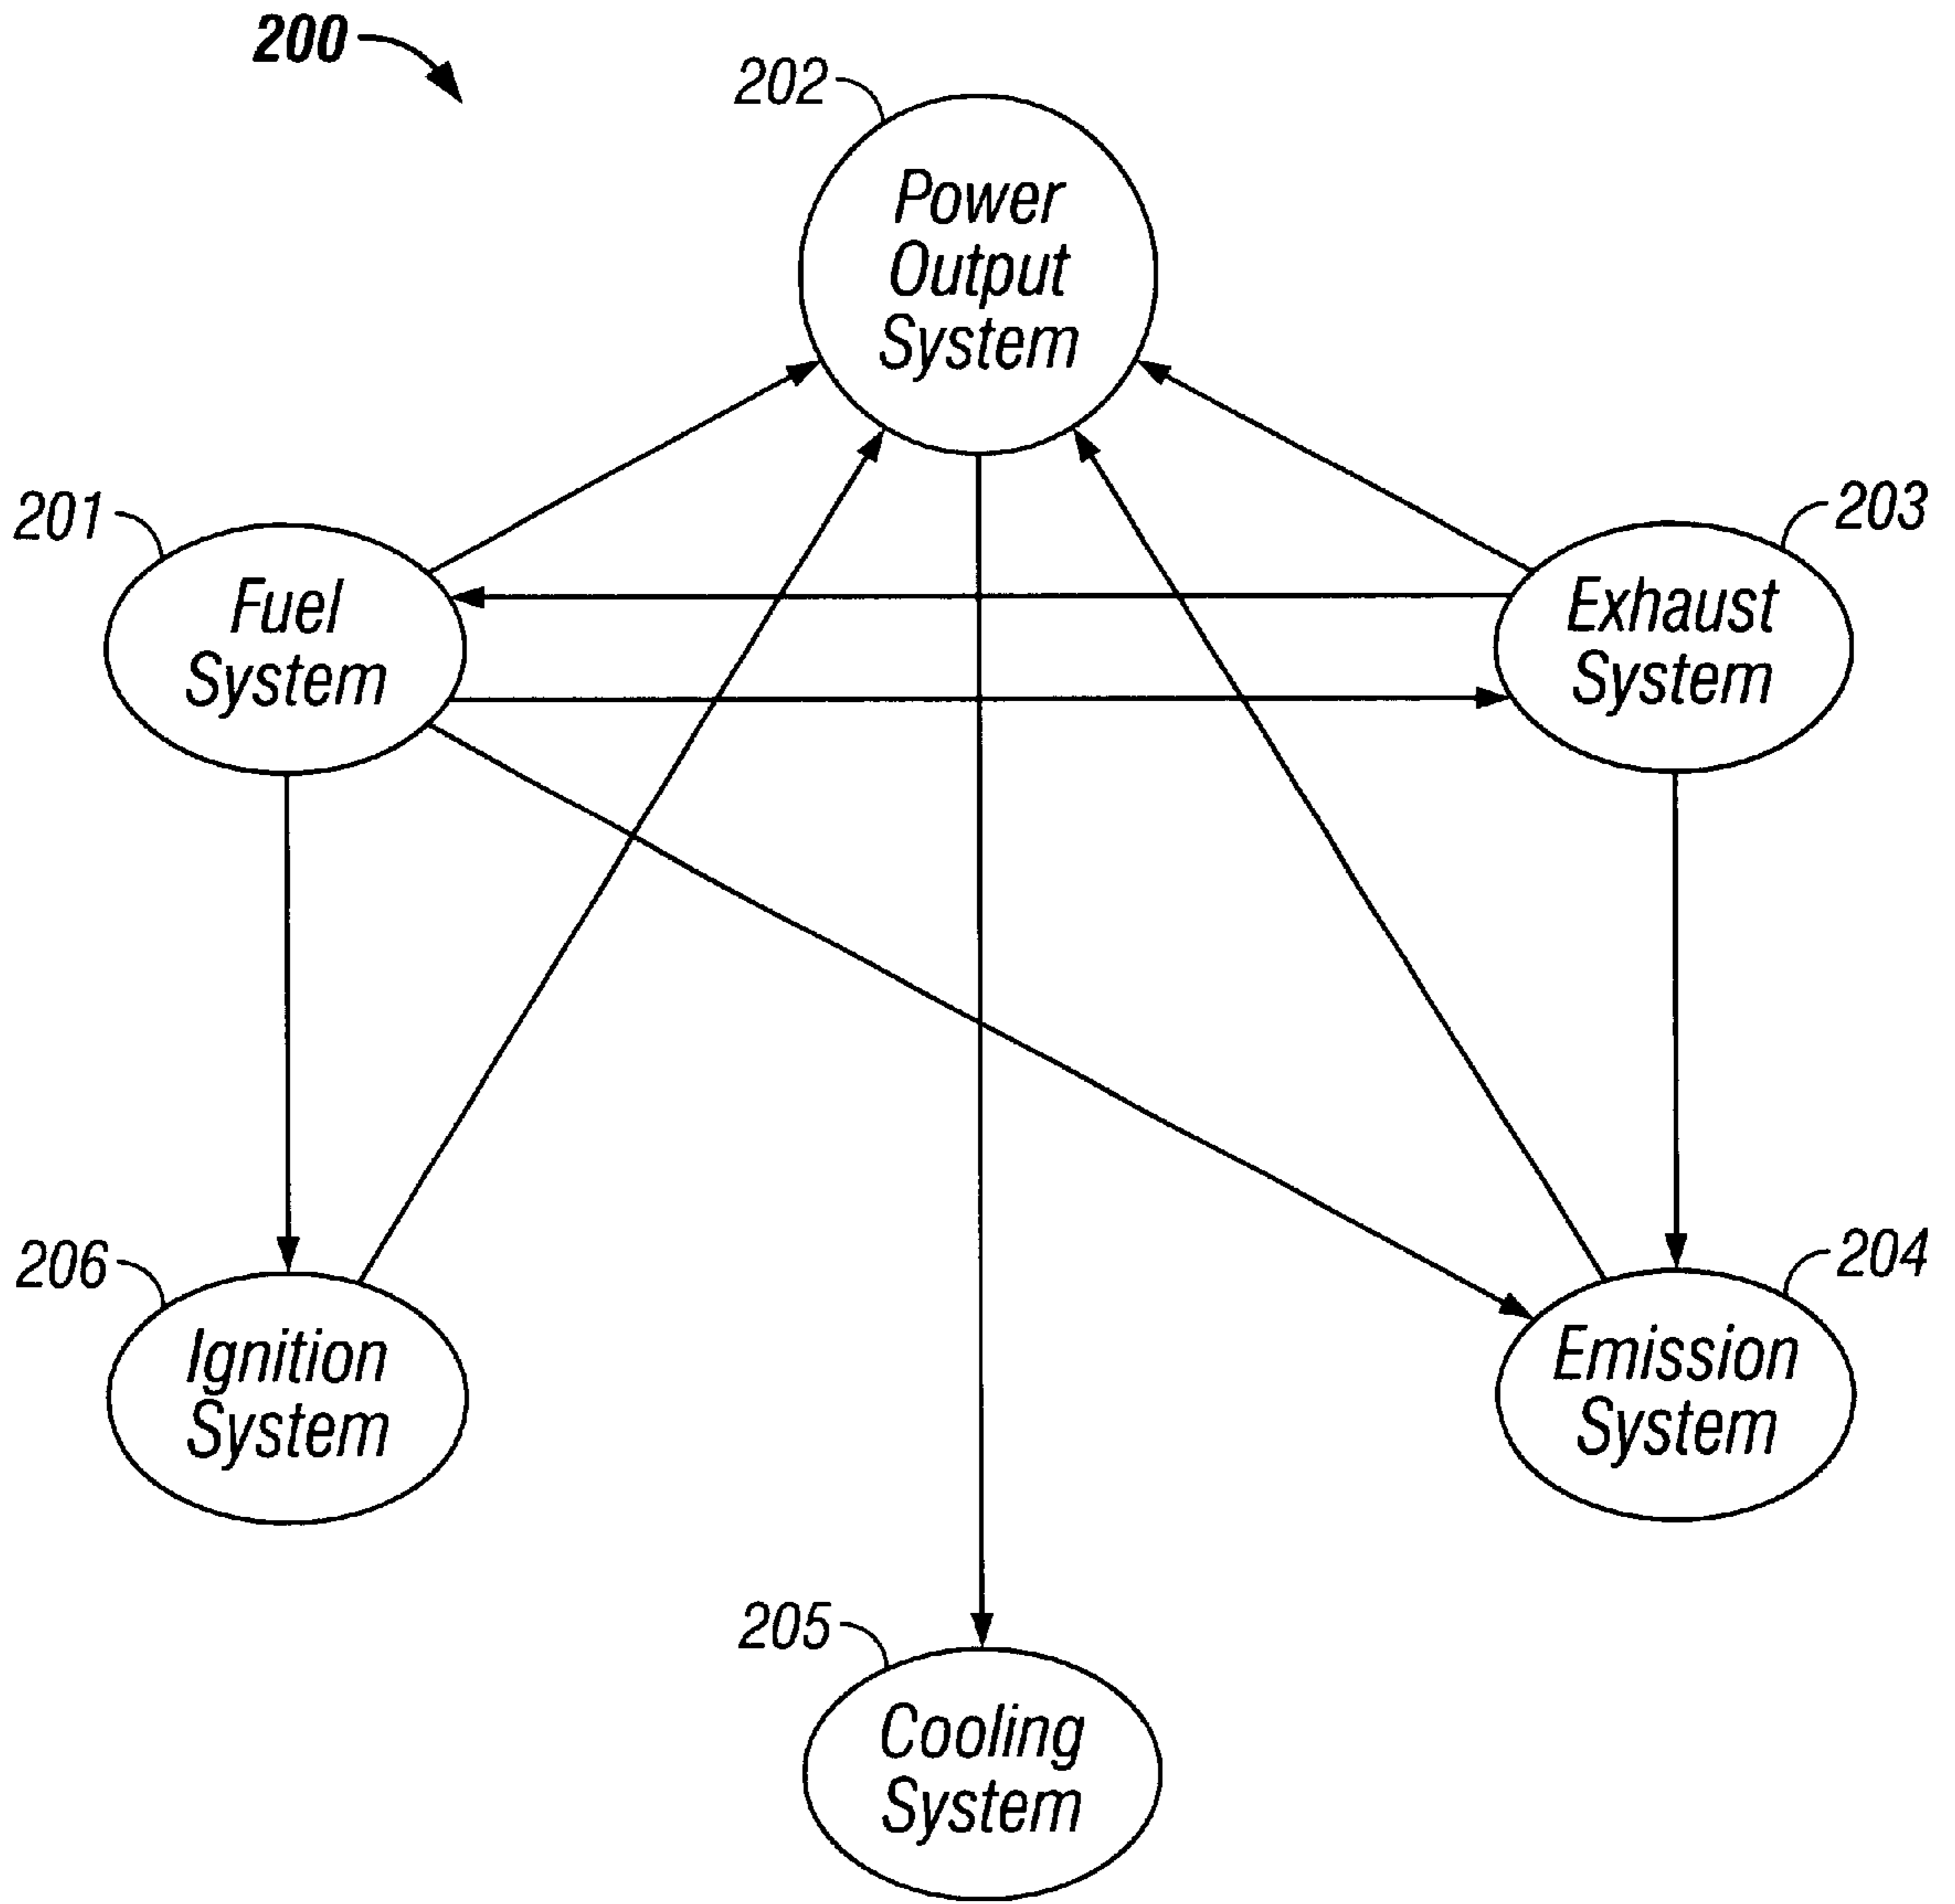 200
202
Power
Output
System
201
Fuel
System
203
Exhaust
System
206
Ignition
System
204
Emission
System
205
Cooling
System